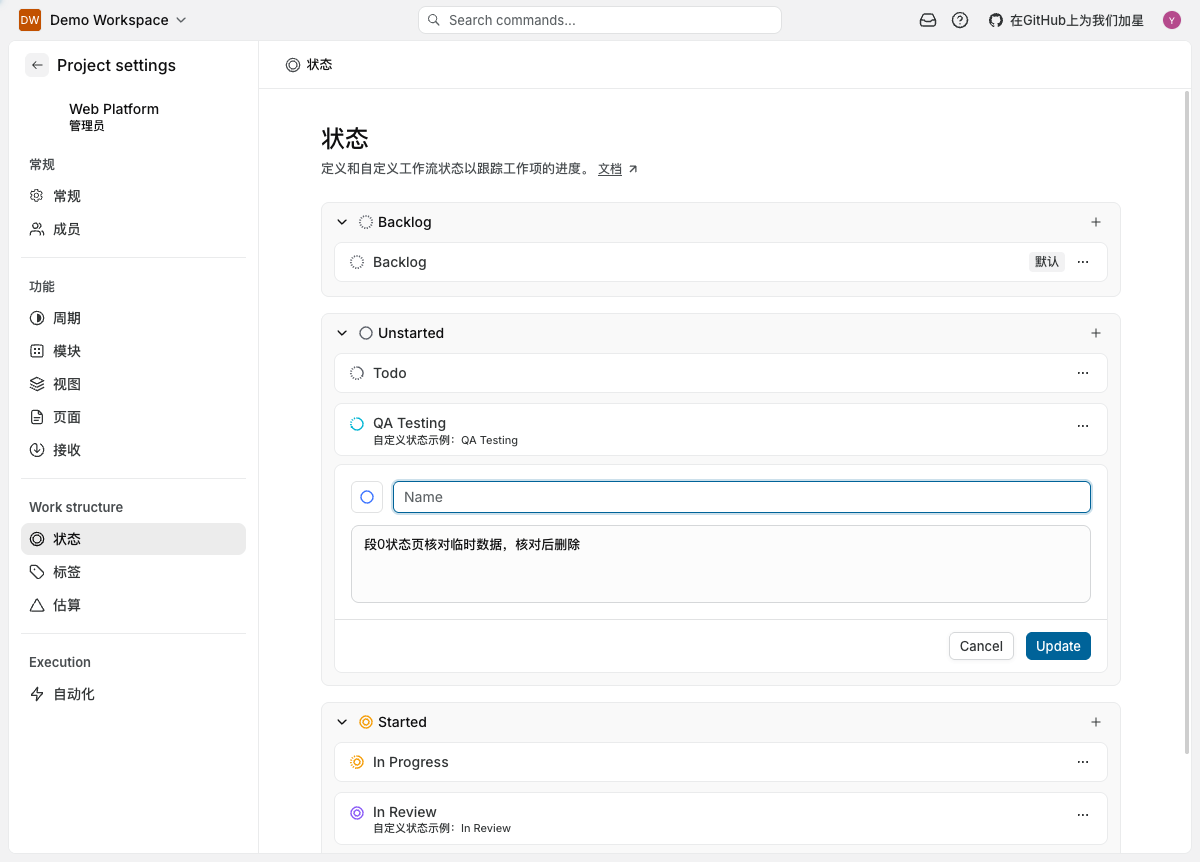 DW Demo Workspace
Search commands...
在GitHub上为我们加星
Y
Project settings
状态
Web Platform
管理员
常规
常规
成员
功能
周期
模块
视图
页面
接收
Work structure
状态
标签
估算
Execution
自动化
状态
定义和自定义工作流状态以跟踪工作项的进度。 文档
Backlog
Backlog
默认
Unstarted
Todo
QA Testing
自定义状态示例：QA Testing
Name
段0状态页核对临时数据，核对后删除
Cancel
Update
Started
In Progress
In Review
自定义状态示例：In Review